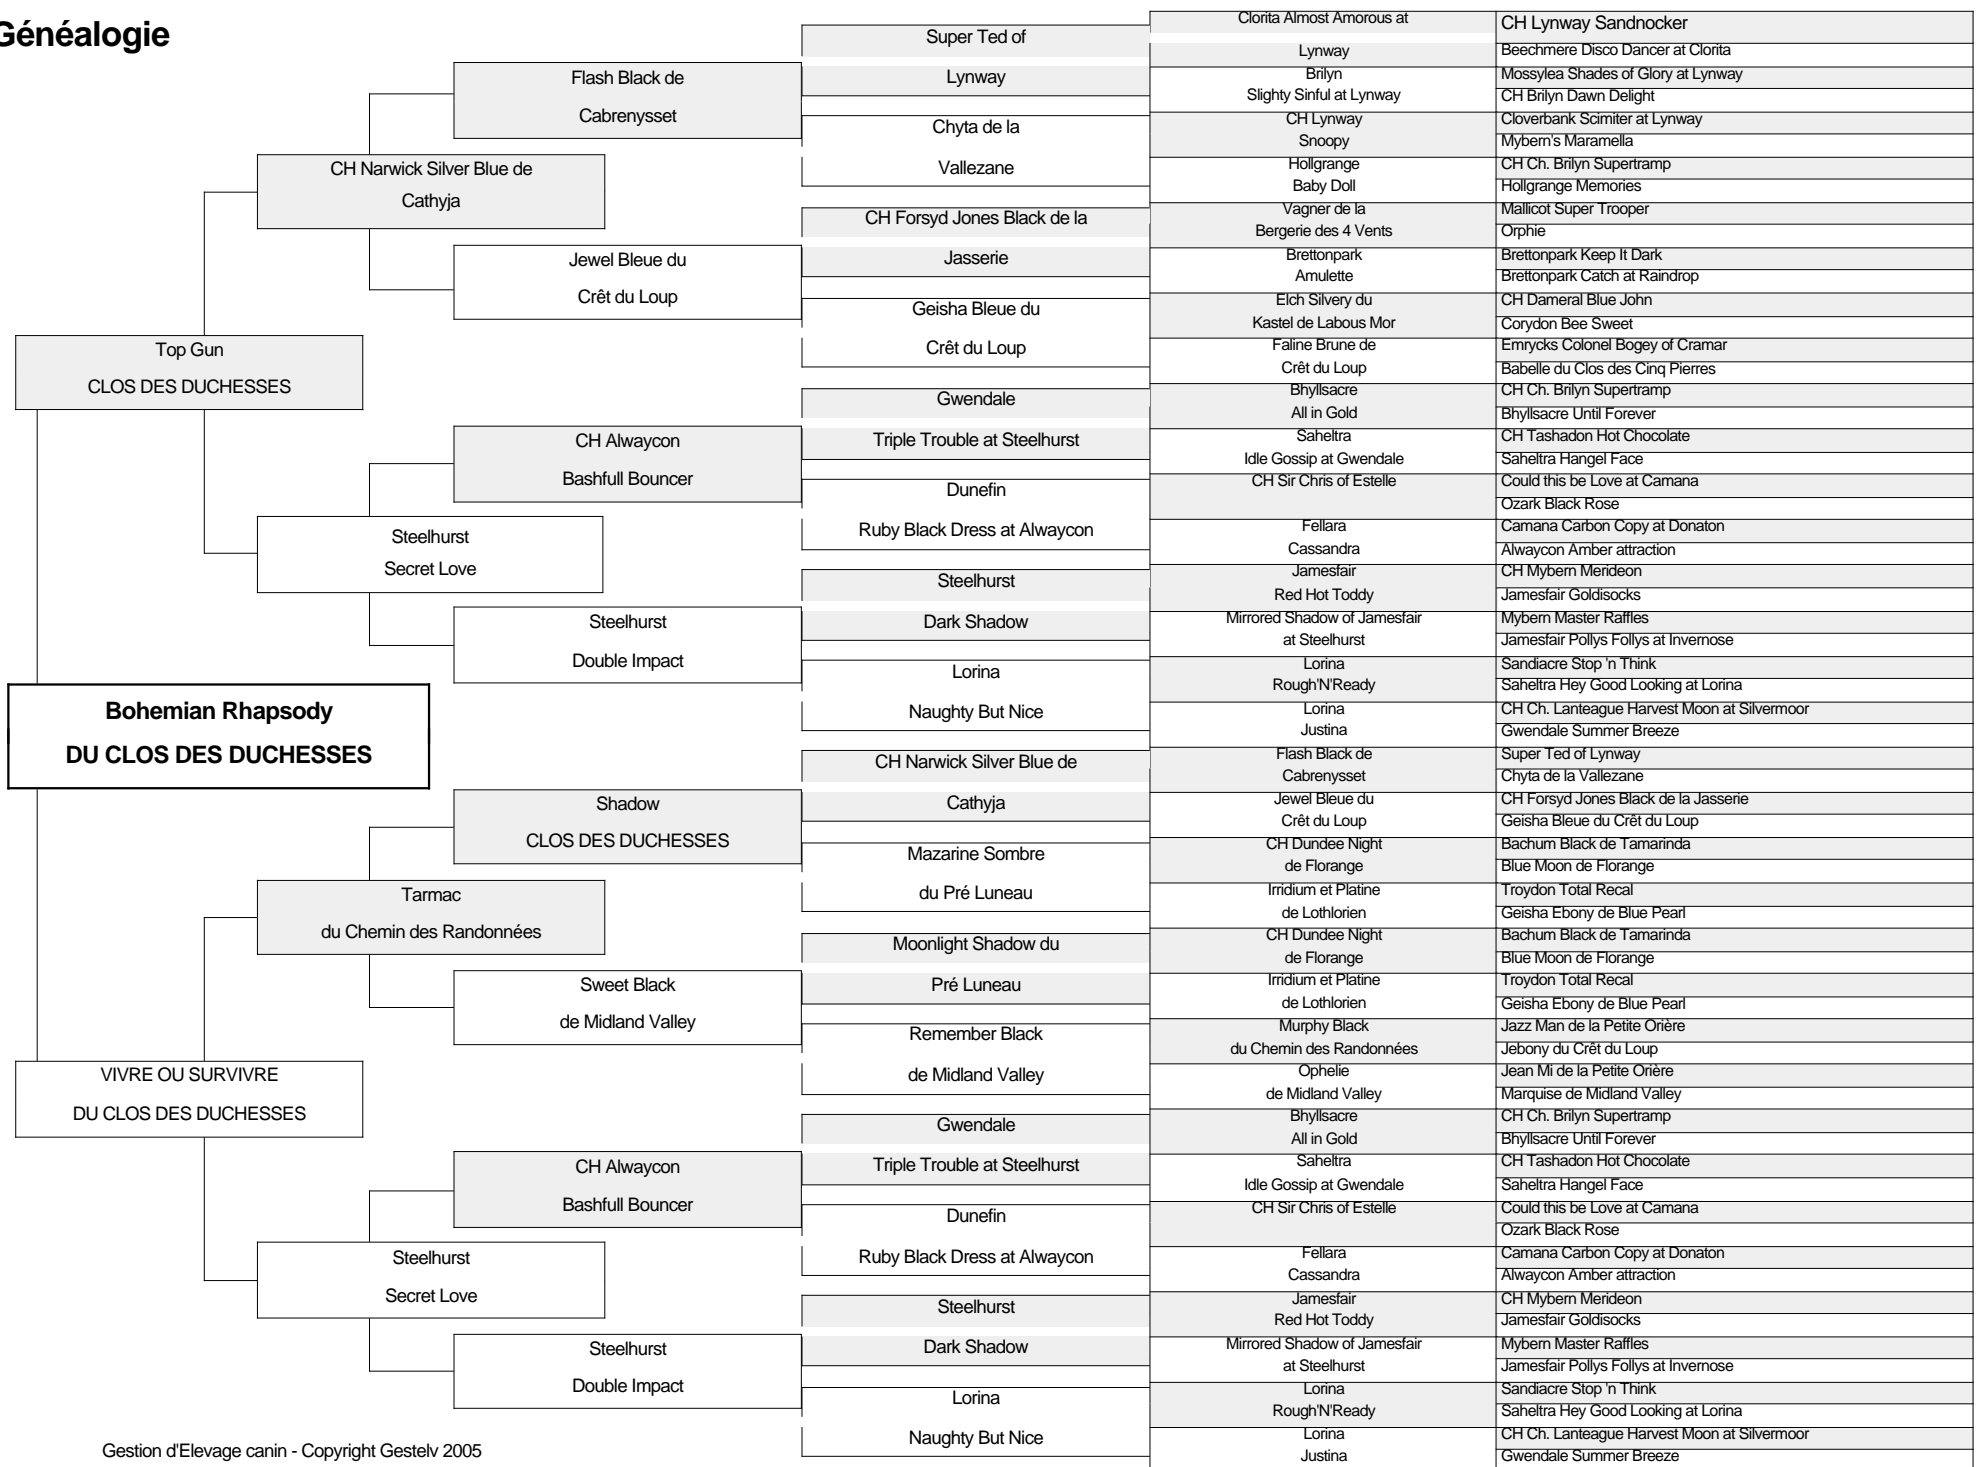 Généalogie
Bohemian Rhapsody
DU CLOS DES DUCHESSES
Top Gun
CLOS DES DUCHESSES
VIVRE OU SURVIVRE
DU CLOS DES DUCHESSES
CH Narwick Silver Blue de
Cathyja
Steelhurst
Secret Love
Tarmac
du Chemin des Randonnées
Steelhurst
Secret Love
Flash Black de
Cabrenysset
Jewel Bleue du
Crêt du Loup
CH Alwaycon
Bashfull Bouncer
Steelhurst
Double Impact
Shadow
CLOS DES DUCHESSES
Sweet Black
de Midland Valley
CH Alwaycon
Bashfull Bouncer
Steelhurst
Double Impact
Super Ted of
Lynway
Chyta de la
Vallezane
CH Forsyd Jones Black de la
Jasserie
Geisha Bleue du
Crêt du Loup
Gwendale
Triple Trouble at Steelhurst
Dunefin
Ruby Black Dress at Alwaycon
Steelhurst
Dark Shadow
Lorina
Naughty But Nice
CH Narwick Silver Blue de
Cathyja
Mazarine Sombre
du Pré Luneau
Moonlight Shadow du
Pré Luneau
Remember Black
de Midland Valley
Gwendale
Triple Trouble at Steelhurst
Dunefin
Ruby Black Dress at Alwaycon
Steelhurst
Dark Shadow
Lorina
Naughty But Nice
Clorita Almost Amorous at
Lynway
Brilyn
Slighty Sinful at Lynway
CH Lynway
Snoopy
Hollgrange
Baby Doll
Vagner de la
Bergerie des 4 Vents
Brettonpark
Amulette
Elch Silvery du
Kastel de Labous Mor
Faline Brune de
Crêt du Loup
Bhyllsacre
All in Gold
Saheltra
Idle Gossip at Gwendale
CH Sir Chris of Estelle
Fellara
Cassandra
Jamesfair
Red Hot Toddy
Mirrored Shadow of Jamesfair
at Steelhurst
Lorina
Rough'N'Ready
Lorina
Justina
Flash Black de
Cabrenysset
Jewel Bleue du
Crêt du Loup
CH Dundee Night
de Florange
Irridium et Platine
de Lothlorien
CH Dundee Night
de Florange
Irridium et Platine
de Lothlorien
Murphy Black
du Chemin des Randonnées
Ophelie
de Midland Valley
Bhyllsacre
All in Gold
Saheltra
Idle Gossip at Gwendale
CH Sir Chris of Estelle
Fellara
Cassandra
Jamesfair
Red Hot Toddy
Mirrored Shadow of Jamesfair
at Steelhurst
Lorina
Rough'N'Ready
Lorina
Justina
CH Lynway Sandnocker
Beechmere Disco Dancer at Clorita
Mossylea Shades of Glory at Lynway
CH Brilyn Dawn Delight
Cloverbank Scimiter at Lynway
Mybern's Maramella
CH Ch. Brilyn Supertramp
Hollgrange Memories
Mallicot Super Trooper
Orphie
Brettonpark Keep It Dark
Brettonpark Catch at Raindrop
CH Dameral Blue John
Corydon Bee Sweet
Emrycks Colonel Bogey of Cramar
Babelle du Clos des Cinq Pierres
CH Ch. Brilyn Supertramp
Bhyllsacre Until Forever
CH Tashadon Hot Chocolate
Saheltra Hangel Face
Could this be Love at Camana
Ozark Black Rose
Camana Carbon Copy at Donaton
Alwaycon Amber attraction
CH Mybern Merideon
Jamesfair Goldisocks
Mybern Master Raffles
Jamesfair Pollys Follys at Invernose
Sandiacre Stop 'n Think
Saheltra Hey Good Looking at Lorina
CH Ch. Lanteague Harvest Moon at Silvermoor
Gwendale Summer Breeze
Super Ted of Lynway
Chyta de la Vallezane
CH Forsyd Jones Black de la Jasserie
Geisha Bleue du Crêt du Loup
Bachum Black de Tamarinda
Blue Moon de Florange
Troydon Total Recal
Geisha Ebony de Blue Pearl
Bachum Black de Tamarinda
Blue Moon de Florange
Troydon Total Recal
Geisha Ebony de Blue Pearl
Jazz Man de la Petite Orière
Jebony du Crêt du Loup
Jean Mi de la Petite Orière
Marquise de Midland Valley
CH Ch. Brilyn Supertramp
Bhyllsacre Until Forever
CH Tashadon Hot Chocolate
Saheltra Hangel Face
Could this be Love at Camana
Ozark Black Rose
Camana Carbon Copy at Donaton
Alwaycon Amber attraction
CH Mybern Merideon
Jamesfair Goldisocks
Mybern Master Raffles
Jamesfair Pollys Follys at Invernose
Sandiacre Stop 'n Think
Saheltra Hey Good Looking at Lorina
CH Ch. Lanteague Harvest Moon at Silvermoor
Gwendale Summer Breeze
Gestion d'Elevage canin - Copyright Gestelv 2005